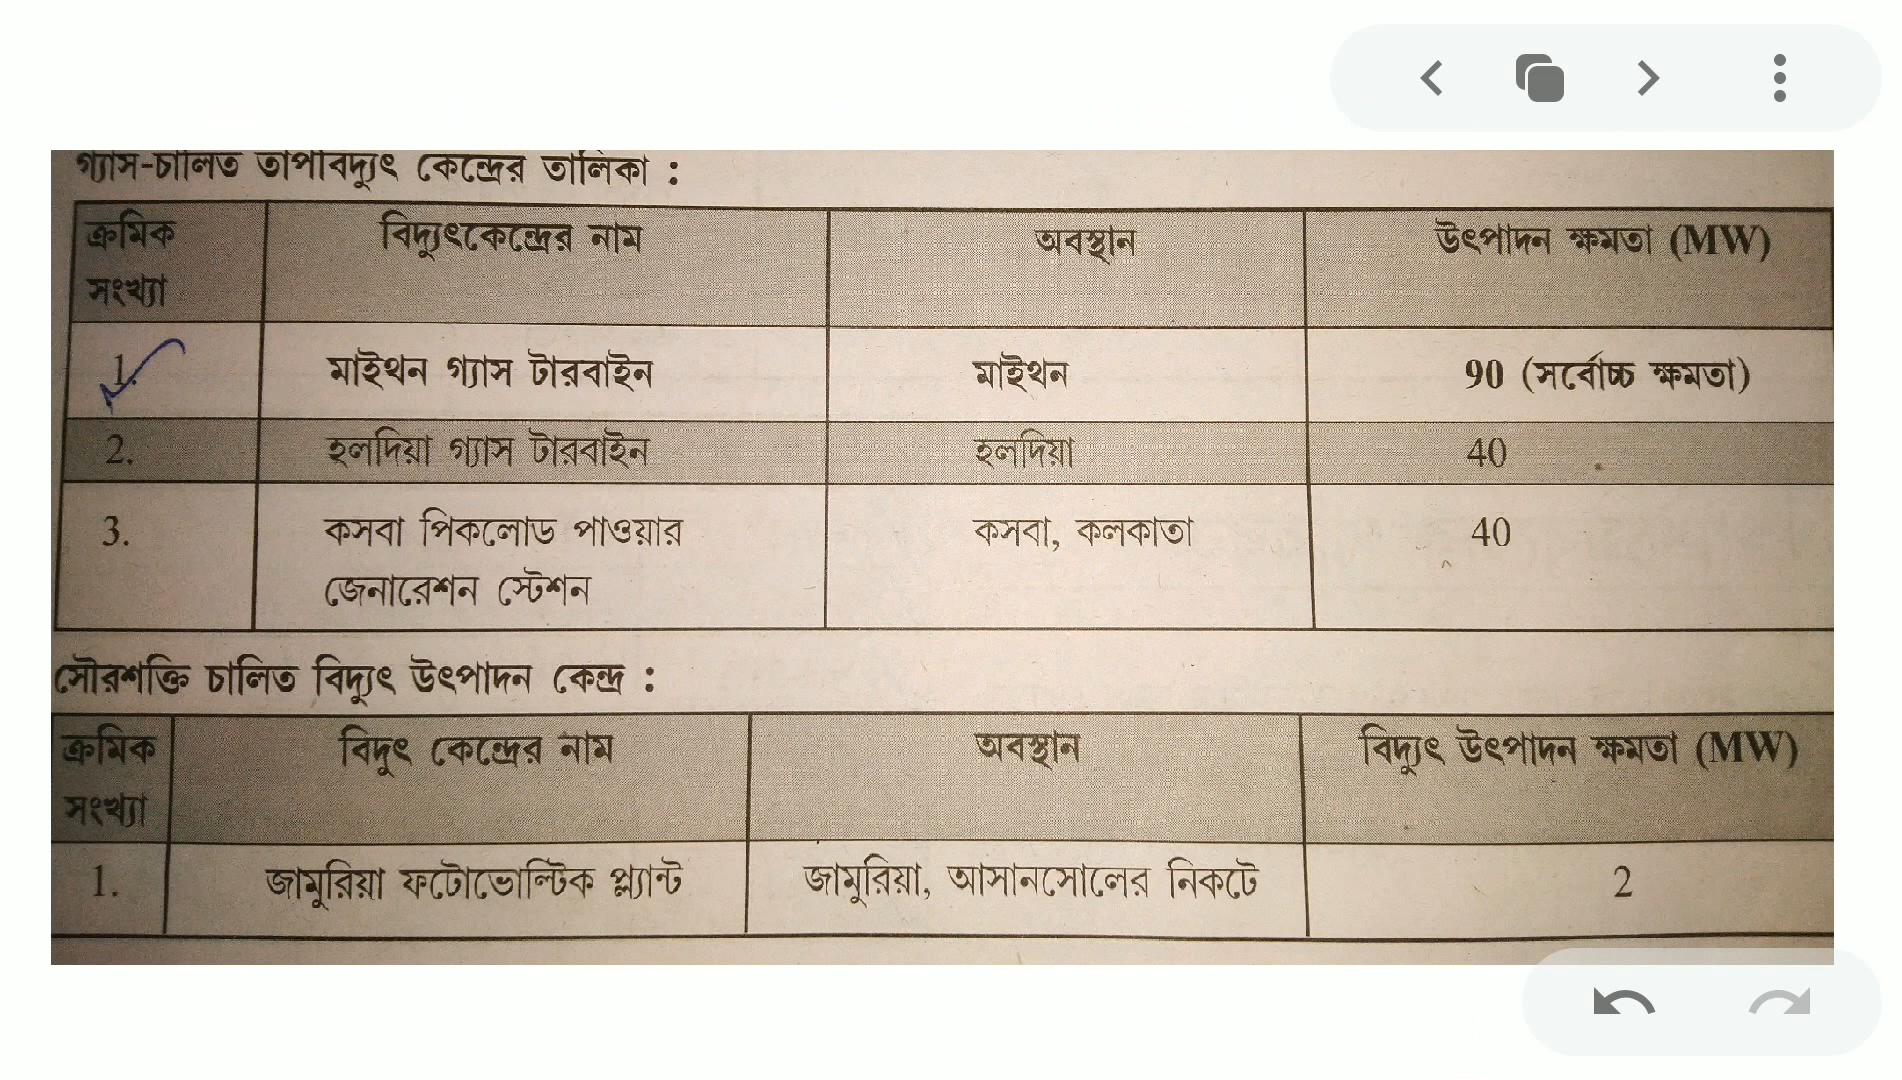 গ্যাস-চালিত তাপবিদ্যুৎ কেন্দ্রের তালিকা :
ক্রমিক সংখ্যা বিদ্যুৎকেন্দ্রের নাম অবস্থান উৎপাদন ক্ষমতা (MW)
1. মাইথন গ্যাস টারবাইন মাইথন 90 (সর্বোচ্চ ক্ষমতা)
2. হলদিয়া গ্যাস টারবাইন হলদিয়া 40
3. কসবা পিকলোড পাওয়ার কসবা, কলকাতা 40
জেনারেশন স্টেশন
সৌরশক্তি চালিত বিদ্যুৎ উৎপাদন কেন্দ্র :
ক্রমিক সংখ্যা বিদুৎ কেন্দ্রের নাম অবস্থান বিদ্যুৎ উৎপাদন ক্ষমতা (MW)
1. জামুরিয়া ফটোভোল্টিক প্ল্যান্ট জামুরিয়া, আসানসোলের নিকটে 2